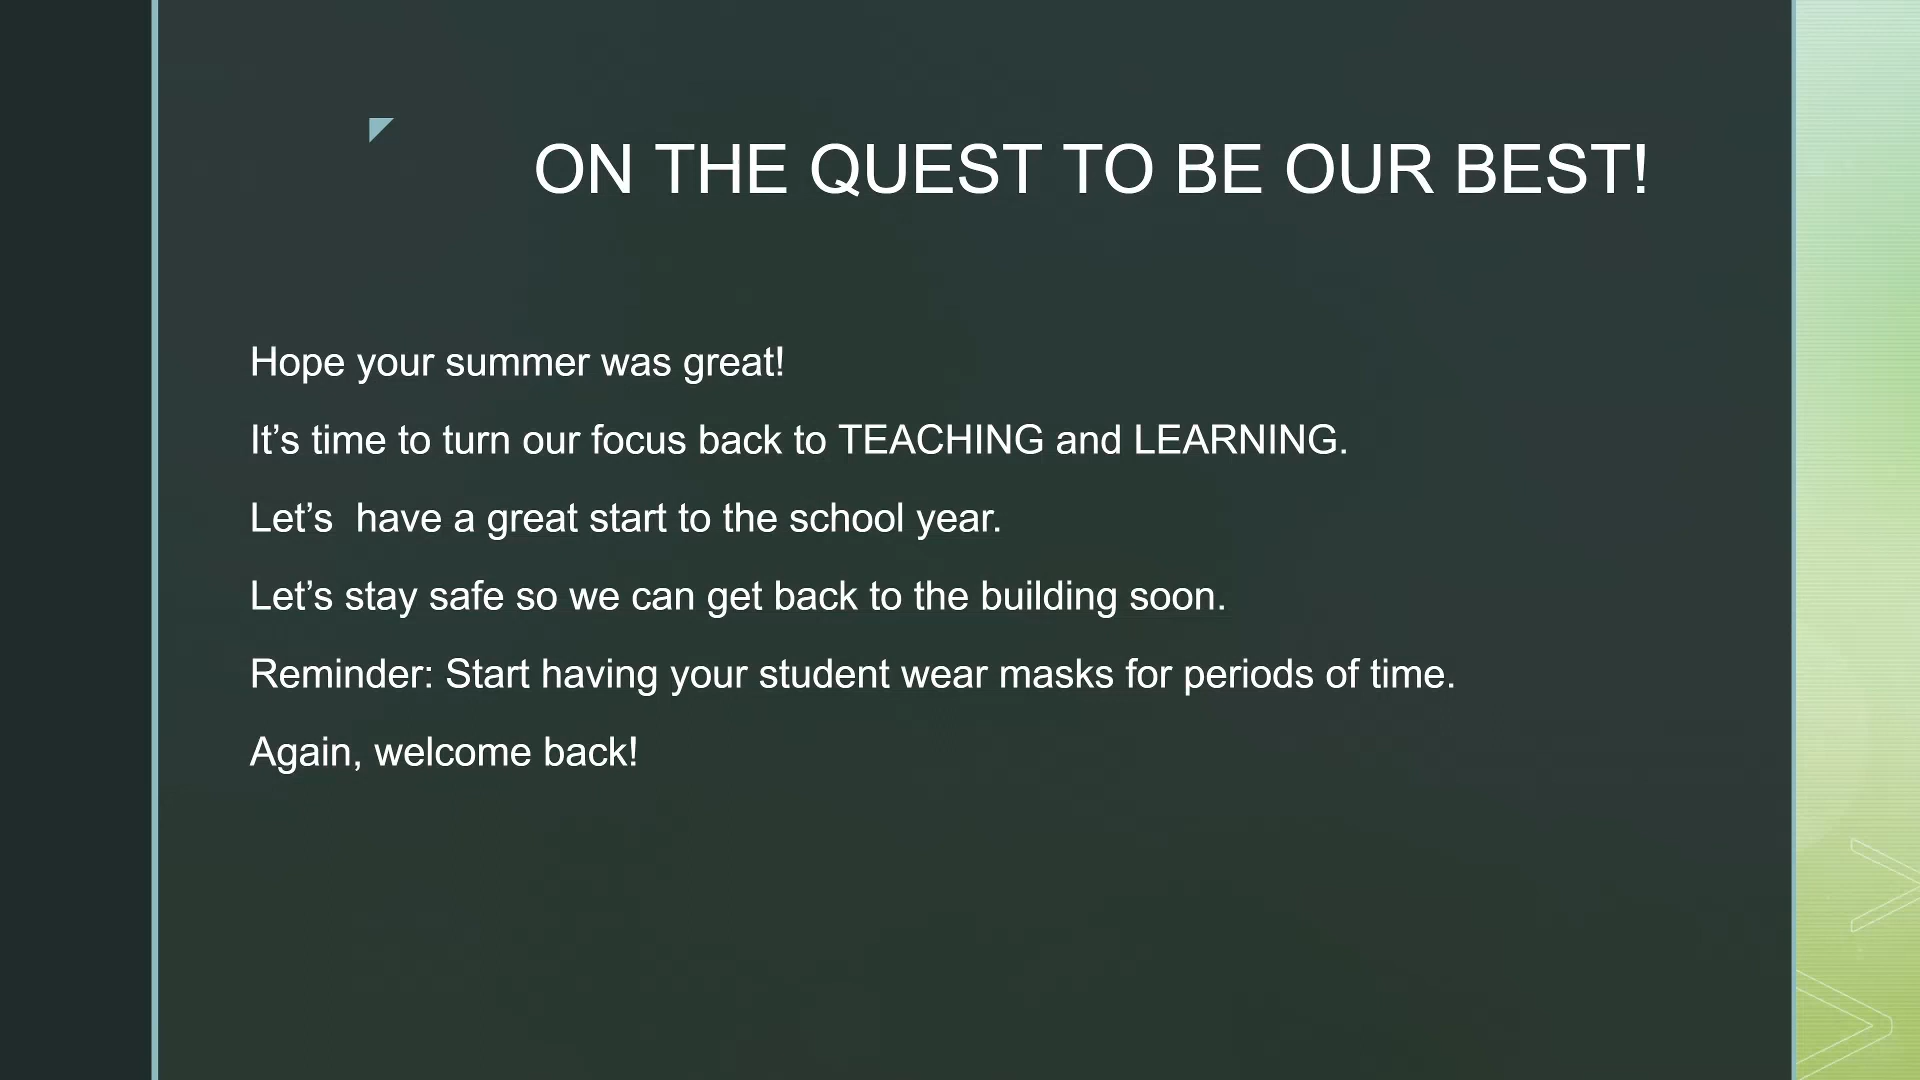 ON THE QUEST TO BE OUR BEST!
Hope your summer was great!
It’s time to turn our focus back to TEACHING and LEARNING.
Let’s  have a great start to the school year.
Let’s stay safe so we can get back to the building soon.
Reminder: Start having your student wear masks for periods of time.
Again, welcome back!